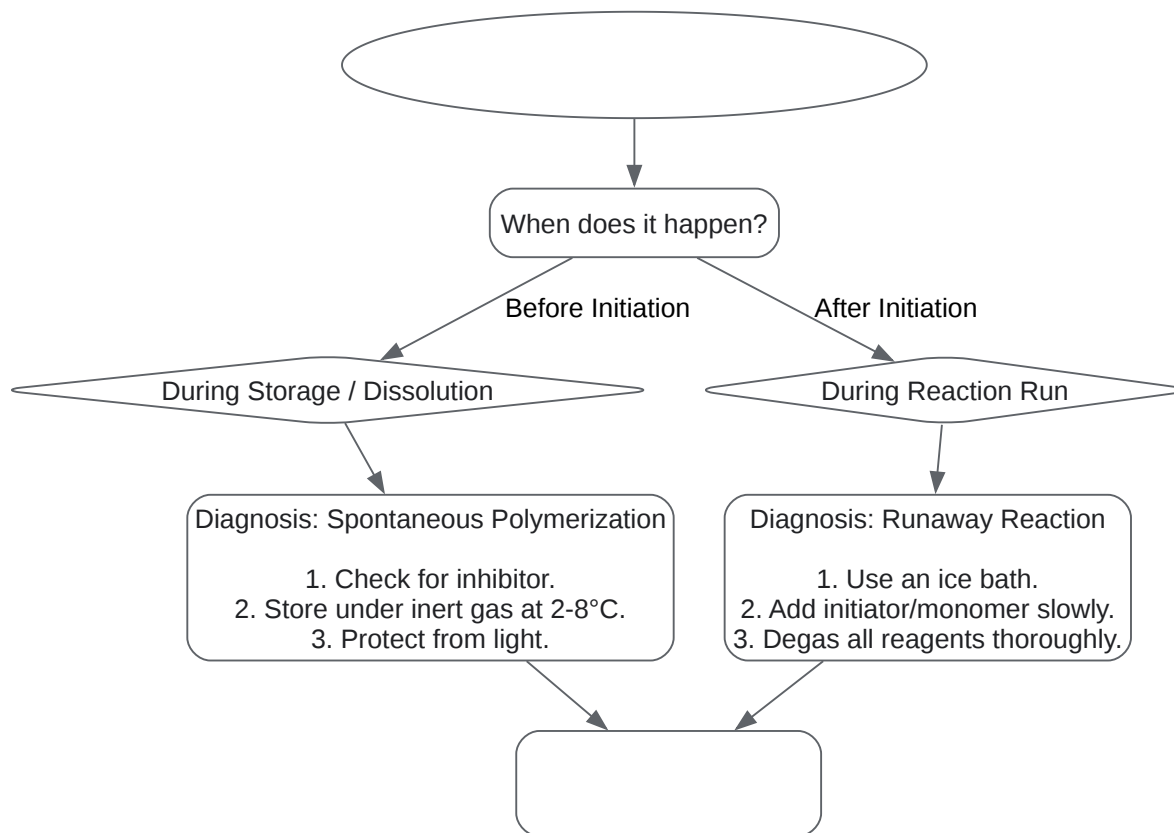 When does it happen?
Before Initiation
After Initiation
During Storage / Dissolution
During Reaction Run
Diagnosis: Spontaneous Polymerization
1. Check for inhibitor.
2. Store under inert gas at 2-8°C.
3. Protect from light.
Diagnosis: Runaway Reaction
1. Use an ice bath.
2. Add initiator/monomer slowly.
3. Degas all reagents thoroughly.